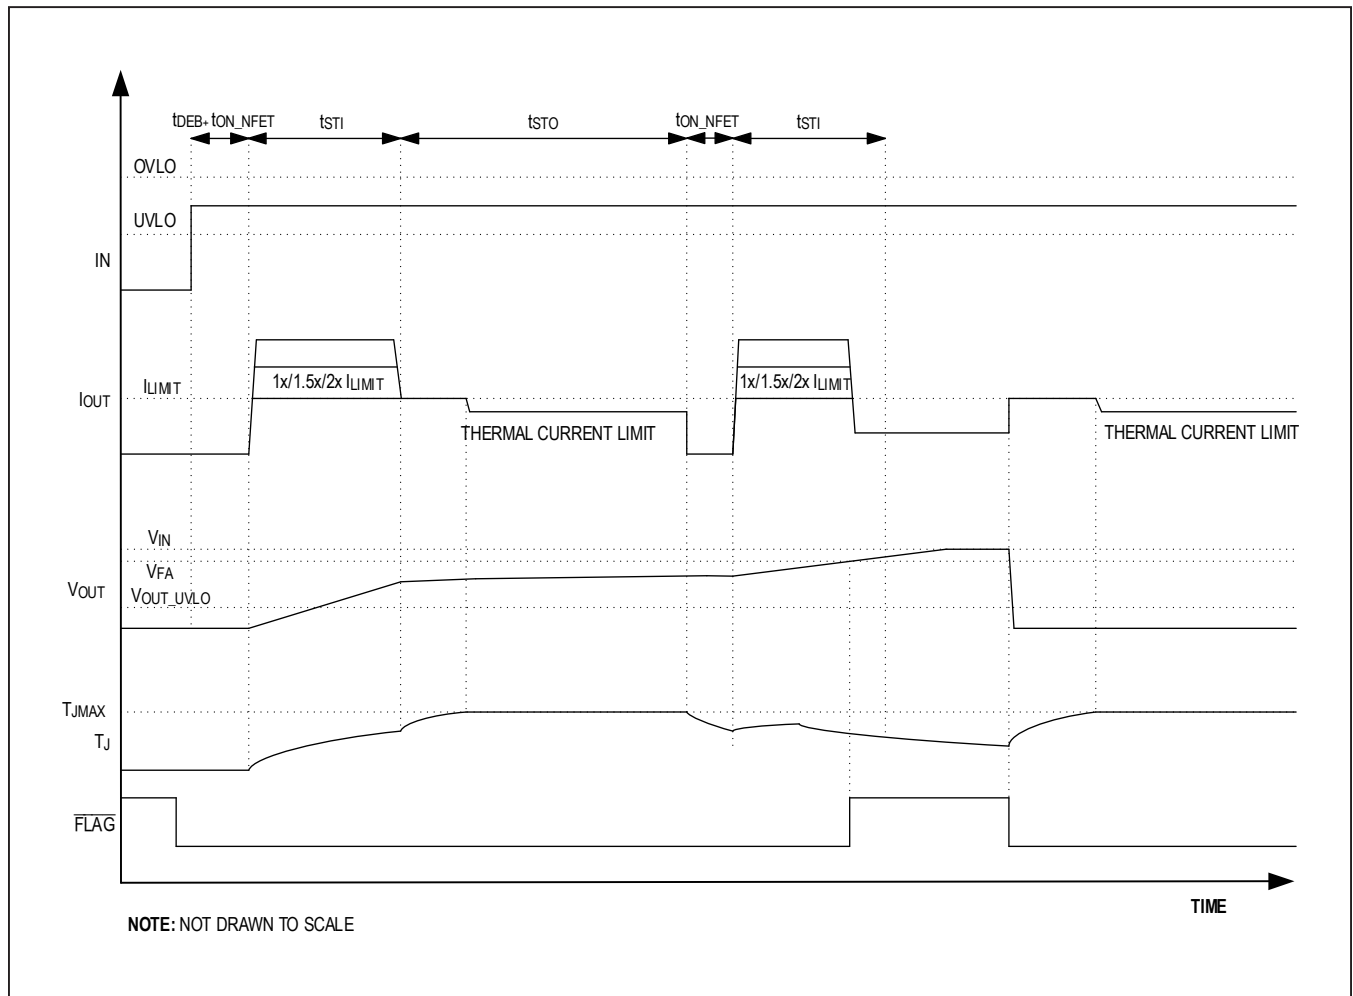 tDEB+ tON_NFET tSTI tSTO tON_NFET tSTI
OVLO
UVLO
IN
ILIMIT
IOUT
1x/1.5x/2x ILIMIT 1x/1.5x/2x ILIMIT
THERMAL CURRENT LIMIT THERMAL CURRENT LIMIT
VIN
VFA
VOUT
VOUT_UVLO
TJMAX
TJ
FLAG
TIME
NOTE: NOT DRAWN TO SCALE